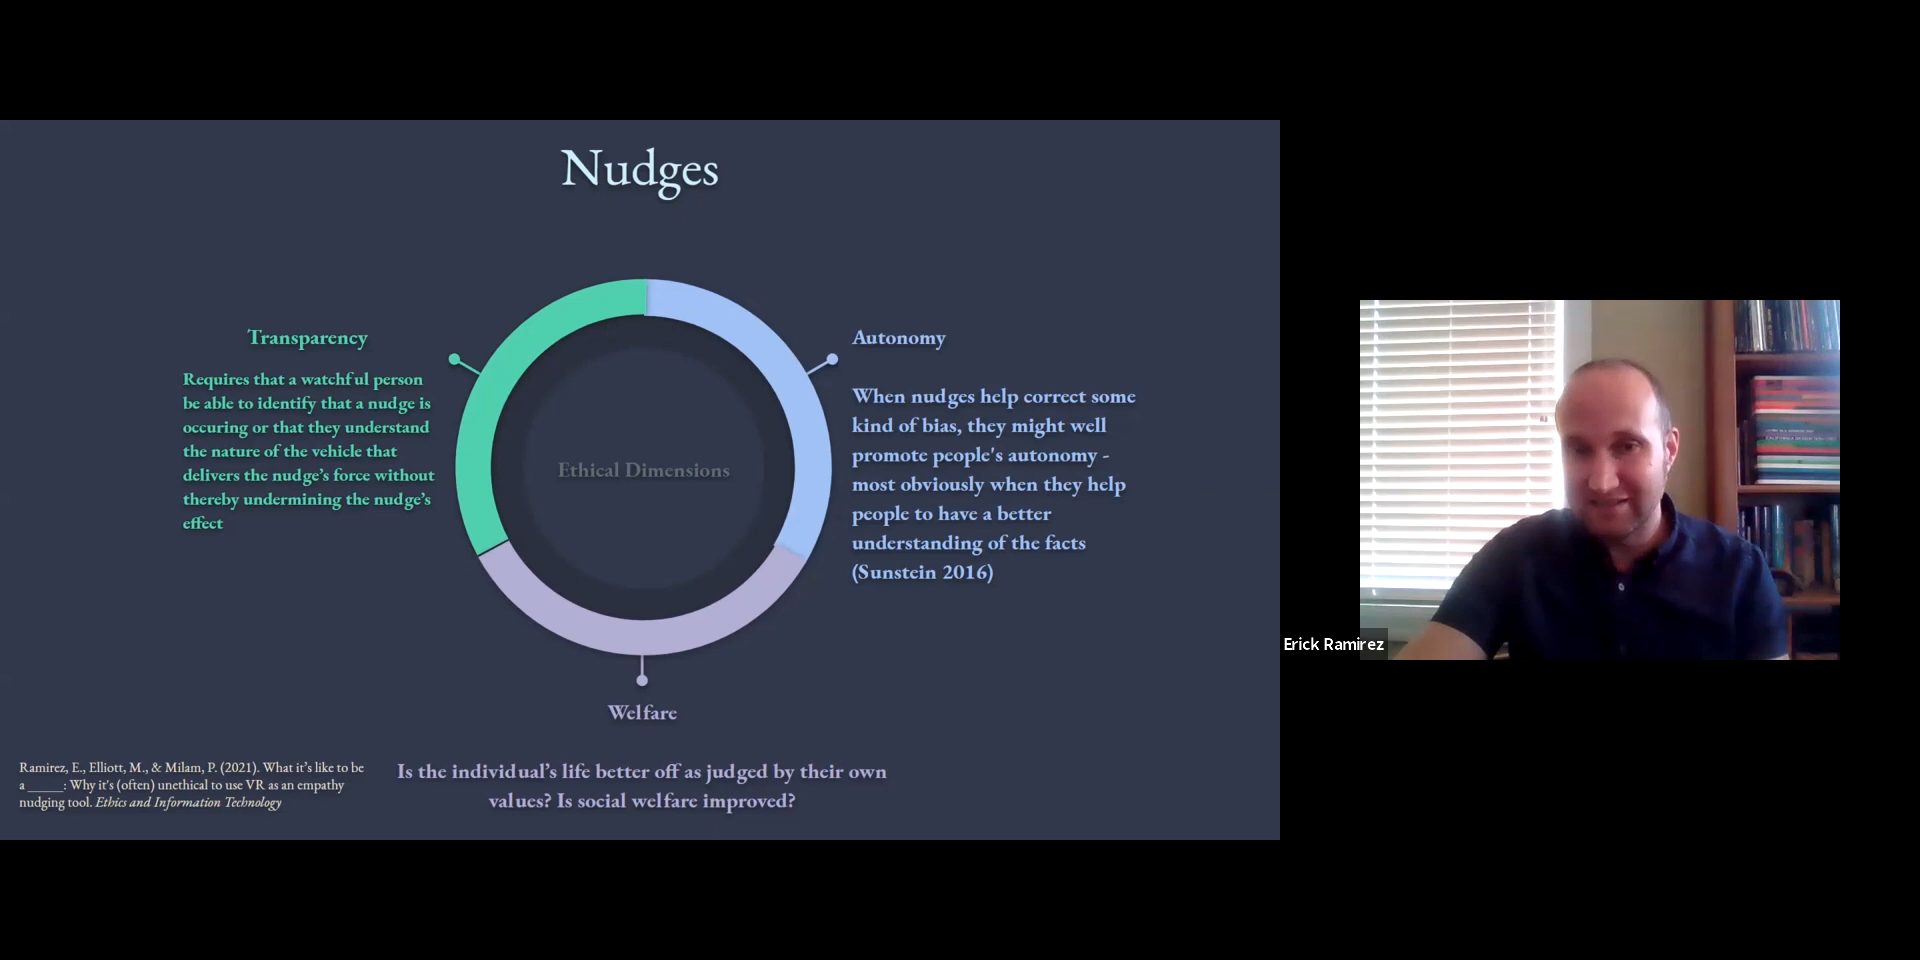 Nudges
Transparency
Requires that a watchful person
be able to identify that a nudge is
occuring or that they understand
the nature of the vehicle that
delivers the nudge’s force without
thereby undermining the nudge’s
effect
Ethical Dimensions
Autonomy
When nudges help correct some
kind of bias, they might well
promote people's autonomy -
most obviously when they help
people to have a better
understanding of the facts
(Sunstein 2016)
Welfare
Is the individual’s life better off as judged by their own
values? Is social welfare improved?
Ramirez, E., Elliott, M., & Milam, P. (2021). What it’s like to be
a _____: Why it's (often) unethical to use VR as an empathy
nudging tool. Ethics and Information Technology
Erick Ramirez